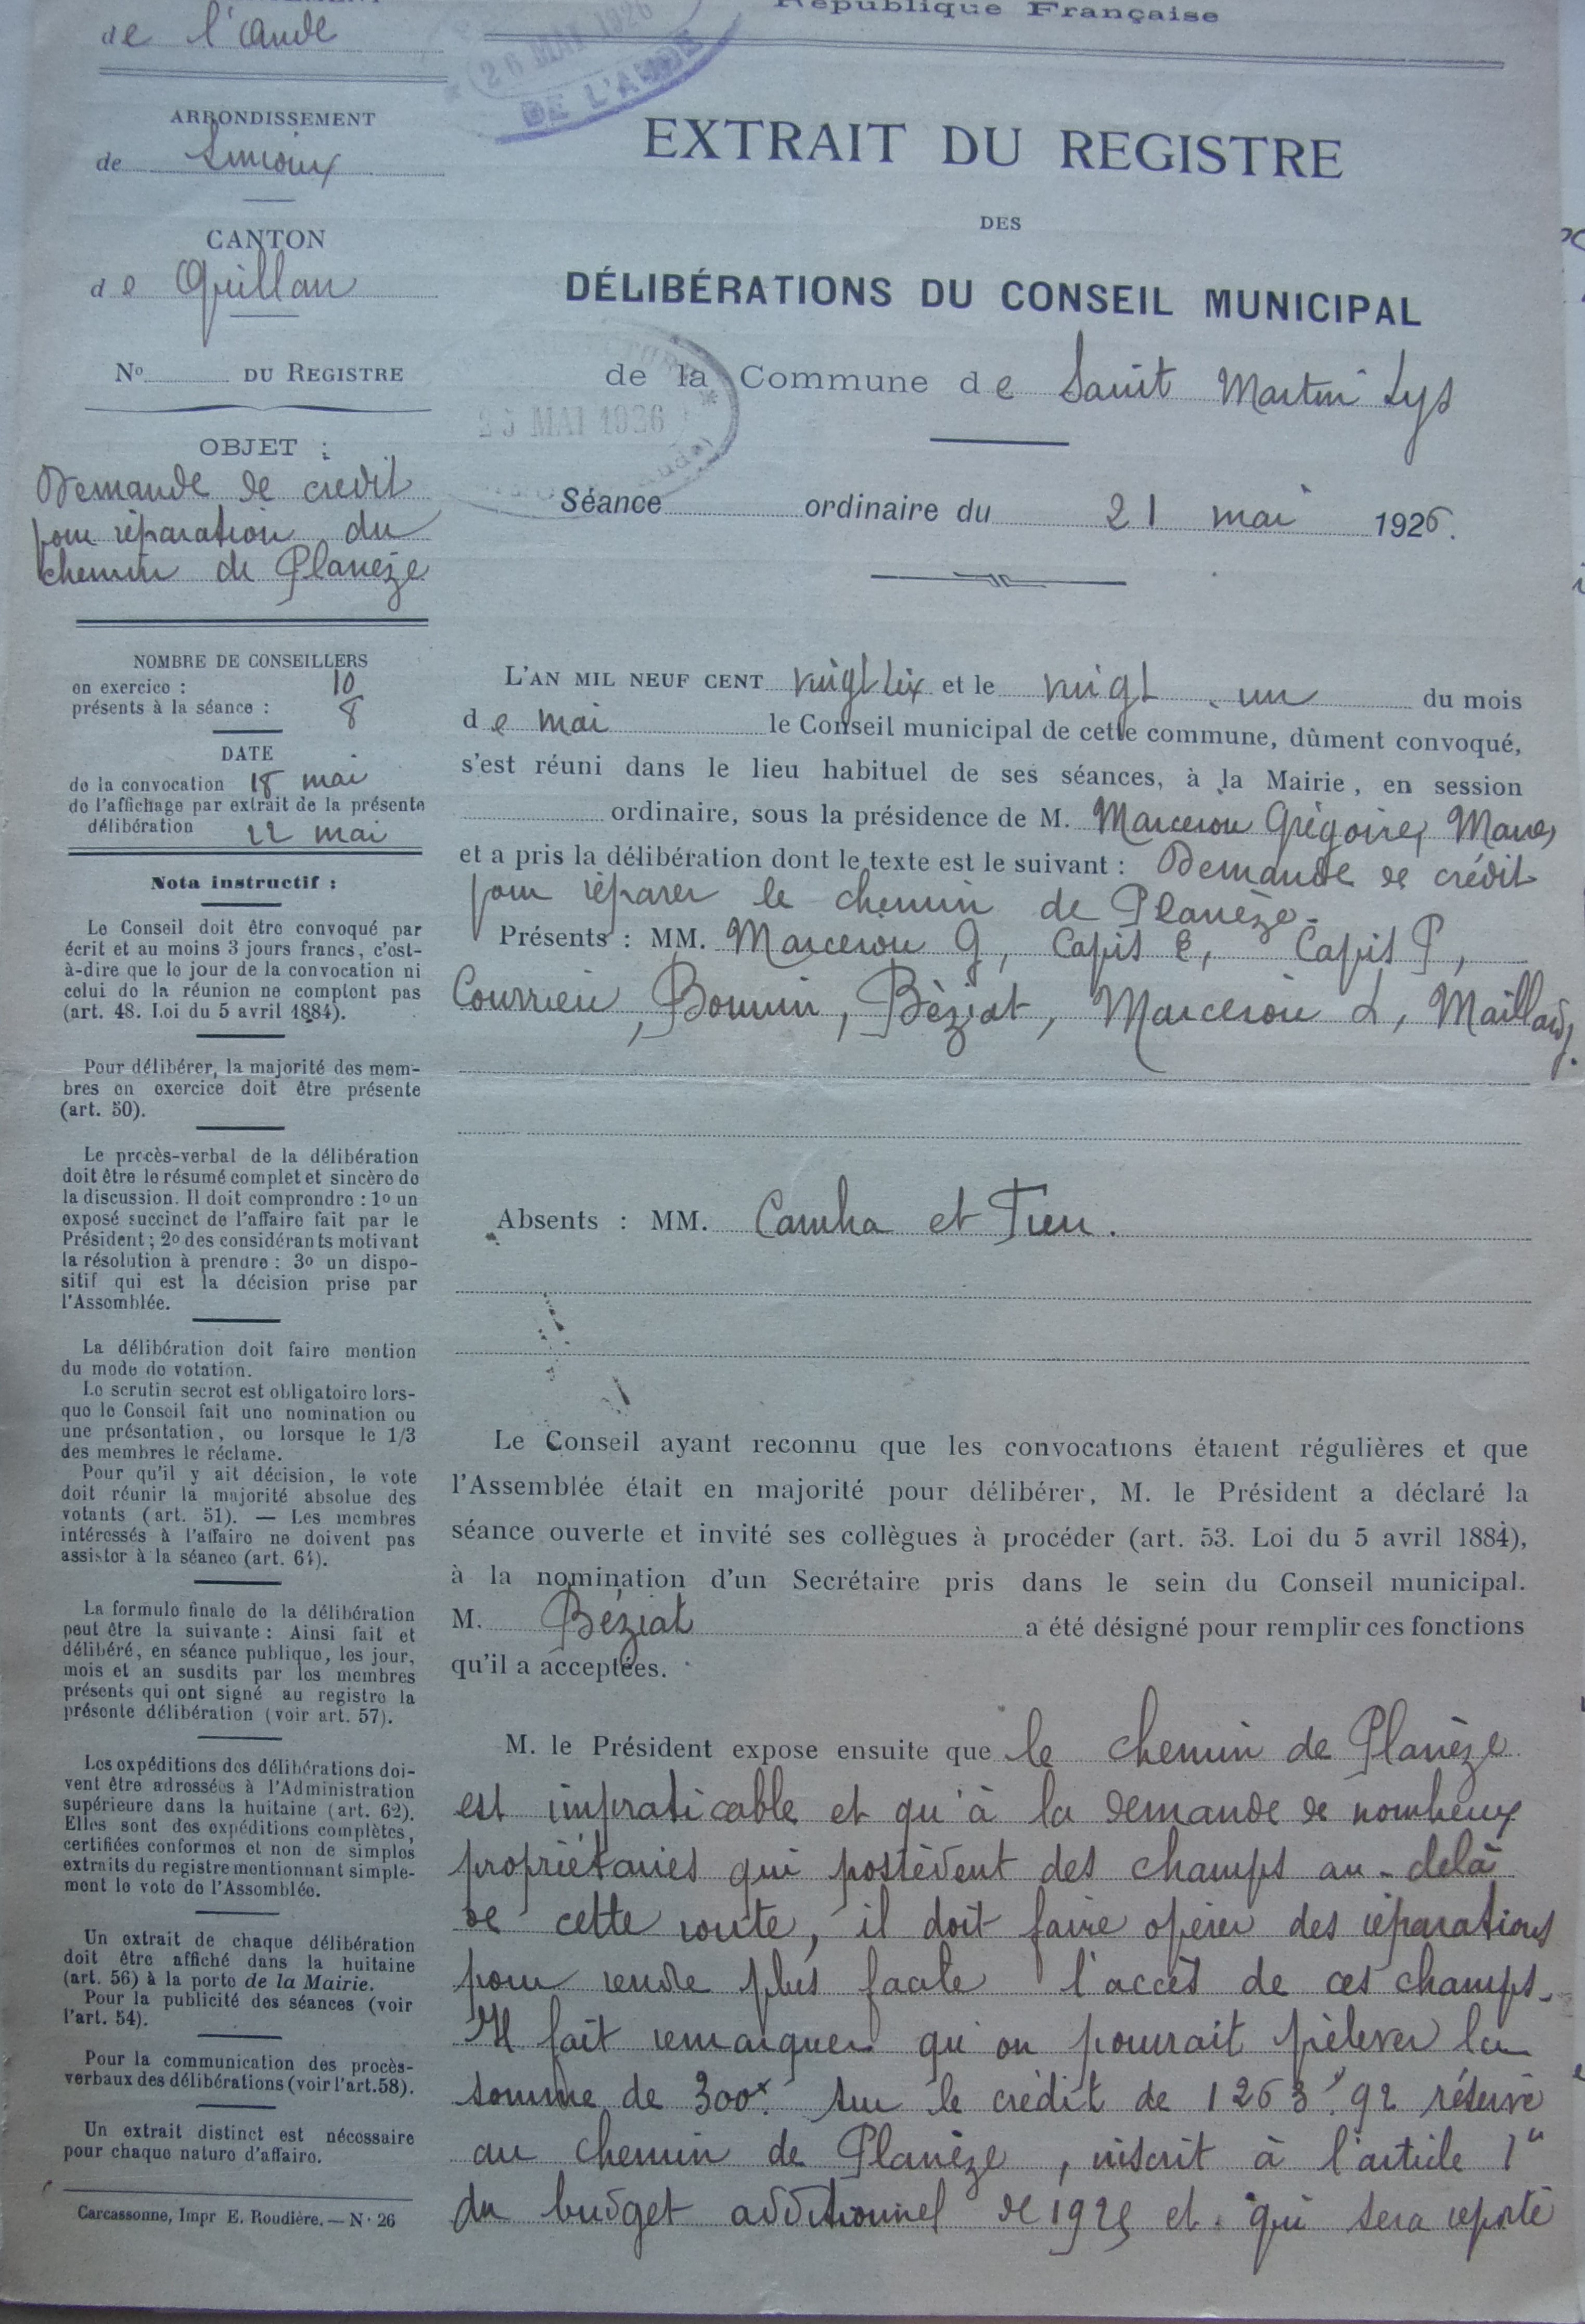 de l'Aude
ARRONDISSEMENT
de Limoux
CANTON
de Quillan
No DU REGISTRE
OBJET :
Demande de credit
pour réparation du
chemin de Planèze
NOMBRE DE CONSEILLERS
en exercice : 10
présents à la séance : 8
DATE
de la convocation 18 mai
de l'affichage par extrait de la présente
délibération 22 mai
Nota instructif :
Le Conseil doit être convoqué par
écrit et au moins 3 jours francs, c'est-
à-dire que le jour de la convocation ni
celui de la réunion ne comptent pas
(art. 48. Loi du 5 avril 1884).
Pour délibérer, la majorité des mem-
bres en exercice doit être présente
(art. 50).
Le procès-verbal de la délibération
doit être le résumé complet et sincère de
la discussion. Il doit comprendre : 1o un
exposé succinct de l'affaire fait par le
Président ; 2o des considérants motivant
la résolution à prendre : 3o un dispo-
sitif qui est la décision prise par
l'Assemblée.
La délibération doit faire mention
du mode de votation.
Le scrutin secret est obligatoire lors-
que le Conseil fait une nomination ou
une présentation, ou lorsque le 1/3
des membres le réclame.
Pour qu'il y ait décision, le vote
doit réunir la majorité absolue des
votants (art. 51). — Les membres
intéressés à l'affaire ne doivent pas
assister à la séance (art. 64).
La formule finale de la délibération
peut être la suivante : Ainsi fait et
délibéré, en séance publique, les jour,
mois et an susdits par les membres
présents qui ont signé au registre la
présente délibération (voir art. 57).
Les expéditions des délibérations doi-
vent être adressées à l'Administration
supérieure dans la huitaine (art. 62).
Elles sont des expéditions complètes,
certifiées conformes et non de simples
extraits du registre mentionnant simple-
ment le vote de l'Assemblée.
Un extrait de chaque délibération
doit être affiché dans la huitaine
(art. 56) à la porte de la Mairie.
Pour la publicité des séances (voir
l'art. 54).
Pour la communication des procès-
verbaux des délibérations (voir l'art.58).
Un extrait distinct est nécessaire
pour chaque nature d'affaire.
Carcassonne, Impr E. Roudière. — N· 26
République Française
26 MAI 1926
DE L'AUDE
EXTRAIT DU REGISTRE
DES
DÉLIBÉRATIONS DU CONSEIL MUNICIPAL
de la Commune de Saint Martin Lys
MAI 1926
Séance ordinaire du 21 mai 1926.
L'AN MIL NEUF CENT vingt six et le vingt un du mois
de mai le Conseil municipal de cette commune, dûment convoqué,
s'est réuni dans le lieu habituel de ses séances, à la Mairie, en session
ordinaire, sous la présidence de M. Marcerou Grégoire, Maire,
et a pris la délibération dont le texte est le suivant : Demande de crédit
pour réparer le chemin de Planèze.
Présents : MM. Marcerou G, Capis E, Capis P,
Courrieu, Bonnin, Bèziat, Marcerou L, Maillard.
Absents : MM. et
Le Conseil ayant reconnu que les convocations étaient régulières et que
l'Assemblée était en majorité pour délibérer, M. le Président a déclaré la
séance ouverte et invité ses collègues à procéder (art. 53. Loi du 5 avril 1884),
à la nomination d'un Secrétaire pris dans le sein du Conseil municipal.
M. Béziat a été désigné pour remplir ces fonctions
qu'il a acceptées.
M. le Président expose ensuite que le chemin de Planèze
est impraticable et qu'à la demande de nombreux
propriétaires qui possèdent des champs au-delà
de cette route, il doit faire opérer des réparations
pour rendre plus facile l'accès de ces champs.
Il fait remarquer qu'on pourrait prélever la
somme de 300f. sur le crédit de 1263f.92 réservé
au chemin de Planèze, inscrit à l'article 1er
du budget additionnel de 1925 et qui sera reporté